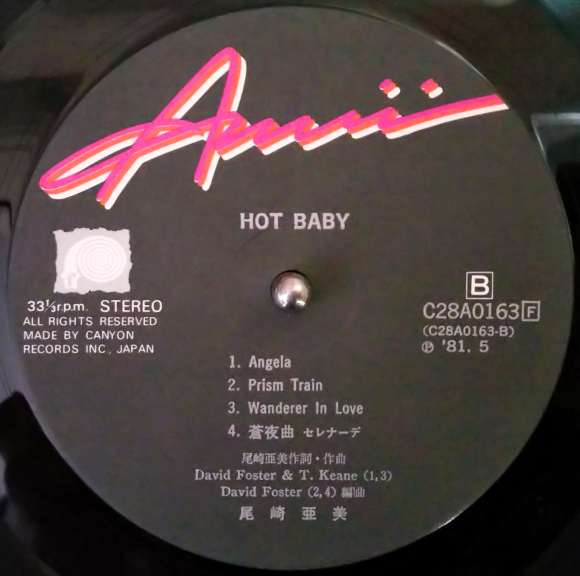 Amii
HOT BABY
33⅓r.p.m. STEREO
ALL RIGHTS RESERVED
MADE BY CANYON
RECORDS INC., JAPAN
B
C28A0163 F
(C28A0163-B)
Ⓟ '81. 5
1. Angela
2. Prism Train
3. Wanderer In Love
4. 蒼夜曲 セレナーデ
尾崎亜美作詞・作曲
David Foster & T. Keane (1,3)
David Foster (2,4) 編曲
尾崎亜美